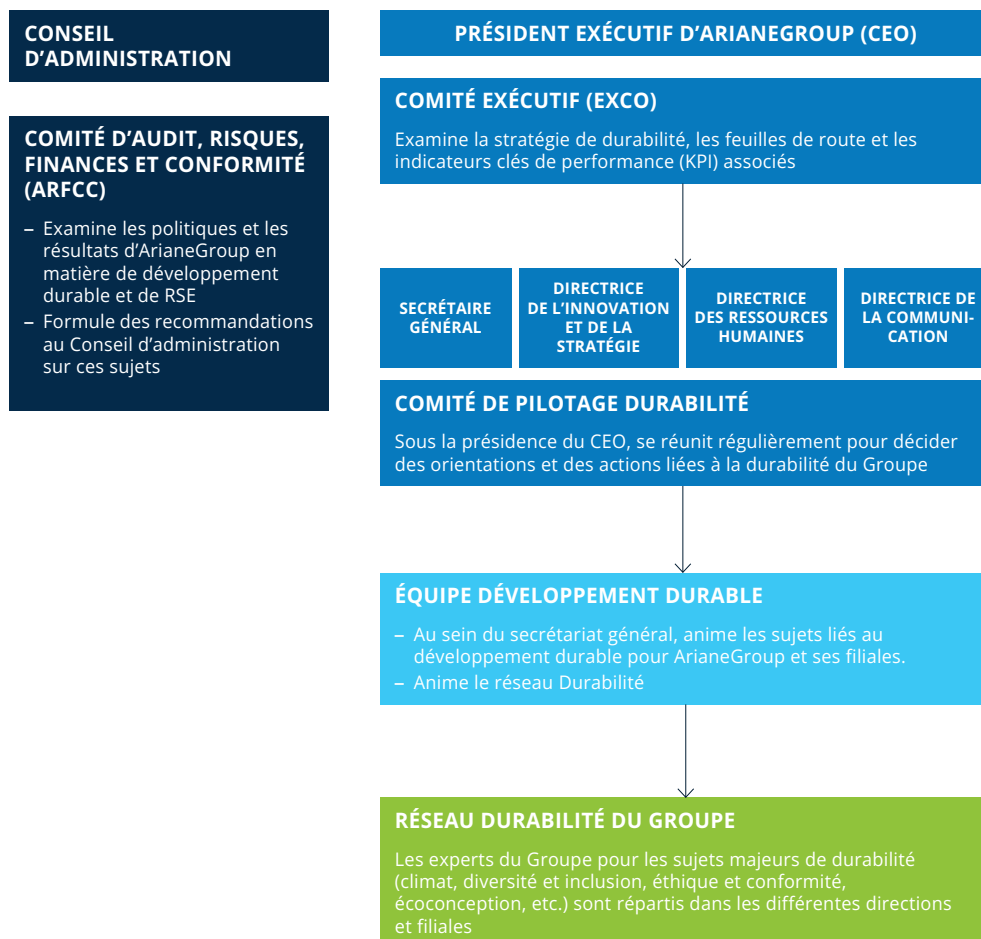 CONSEIL
D’ADMINISTRATION
COMITÉ D’AUDIT, RISQUES,
FINANCES ET CONFORMITÉ
(ARFCC)
– Examine les politiques et les
résultats d’ArianeGroup en
matière de développement
durable et de RSE
– Formule des recommandations
au Conseil d’administration
sur ces sujets
PRÉSIDENT EXÉCUTIF D’ARIANEGROUP (CEO)
COMITÉ EXÉCUTIF (EXCO)
Examine la stratégie de durabilité, les feuilles de route et les
indicateurs clés de performance (KPI) associés
SECRÉTAIRE
GÉNÉRAL
DIRECTRICE
DE L’INNOVATION
ET DE LA
STRATÉGIE
DIRECTRICE
DES RESSOURCES
HUMAINES
DIRECTRICE DE
LA COMMUNI-
CATION
COMITÉ DE PILOTAGE DURABILITÉ
Sous la présidence du CEO, se réunit régulièrement pour décider
des orientations et des actions liées à la durabilité du Groupe
ÉQUIPE DÉVELOPPEMENT DURABLE
– Au sein du secrétariat général, anime les sujets liés au
développement durable pour ArianeGroup et ses filiales.
– Anime le réseau Durabilité
RÉSEAU DURABILITÉ DU GROUPE
Les experts du Groupe pour les sujets majeurs de durabilité
(climat, diversité et inclusion, éthique et conformité,
écoconception, etc.) sont répartis dans les différentes directions
et filiales